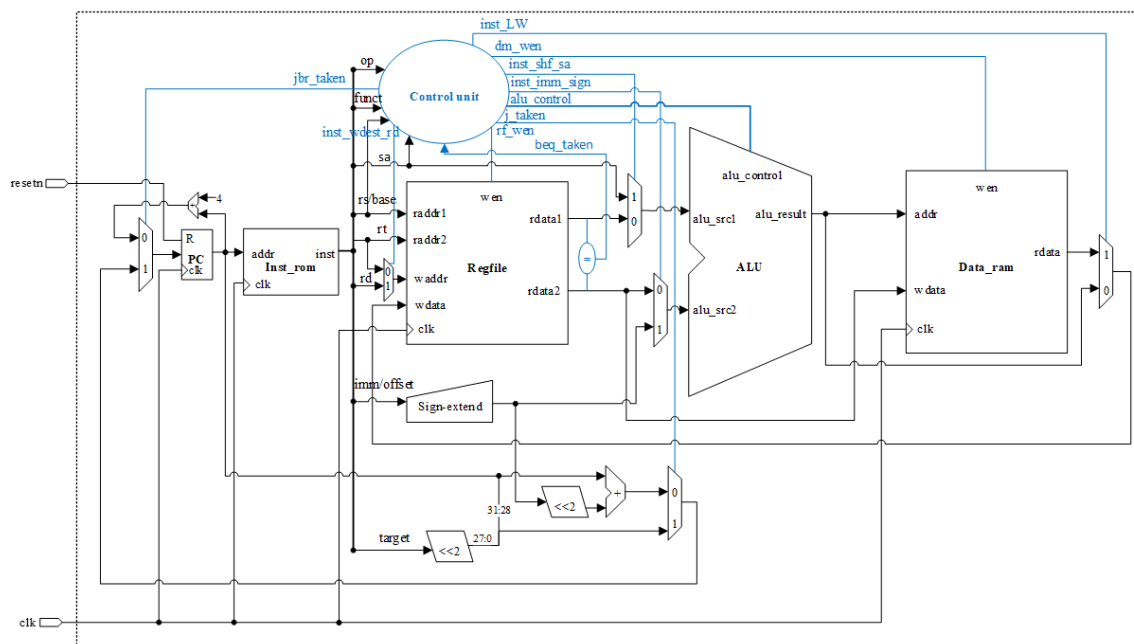 inst_LW
dm_wen
op
inst_shf_sa
jbr_taken
inst_imm_sign
Control unit
alu_control
funct
j_taken
inst_wdest_rd
rf_wen
beq_taken
sa
resetn
4
+
rs/base
wen
rdata1
raddr1
rt
raddr2
Regfile
rd
0
1
waddr
rdata2
wdata
clk
=
1
0
0
1
alu_control
alu_src1
alu_result
ALU
alu_src2
wen
addr
rdata
Data_ram
wdata
clk
1
0
0
1
R
PC
clk
addr
inst
Inst_rom
clk
imm/offset
Sign-extend
31:28
<<2
+
0
1
target
27:0
<<2
clk